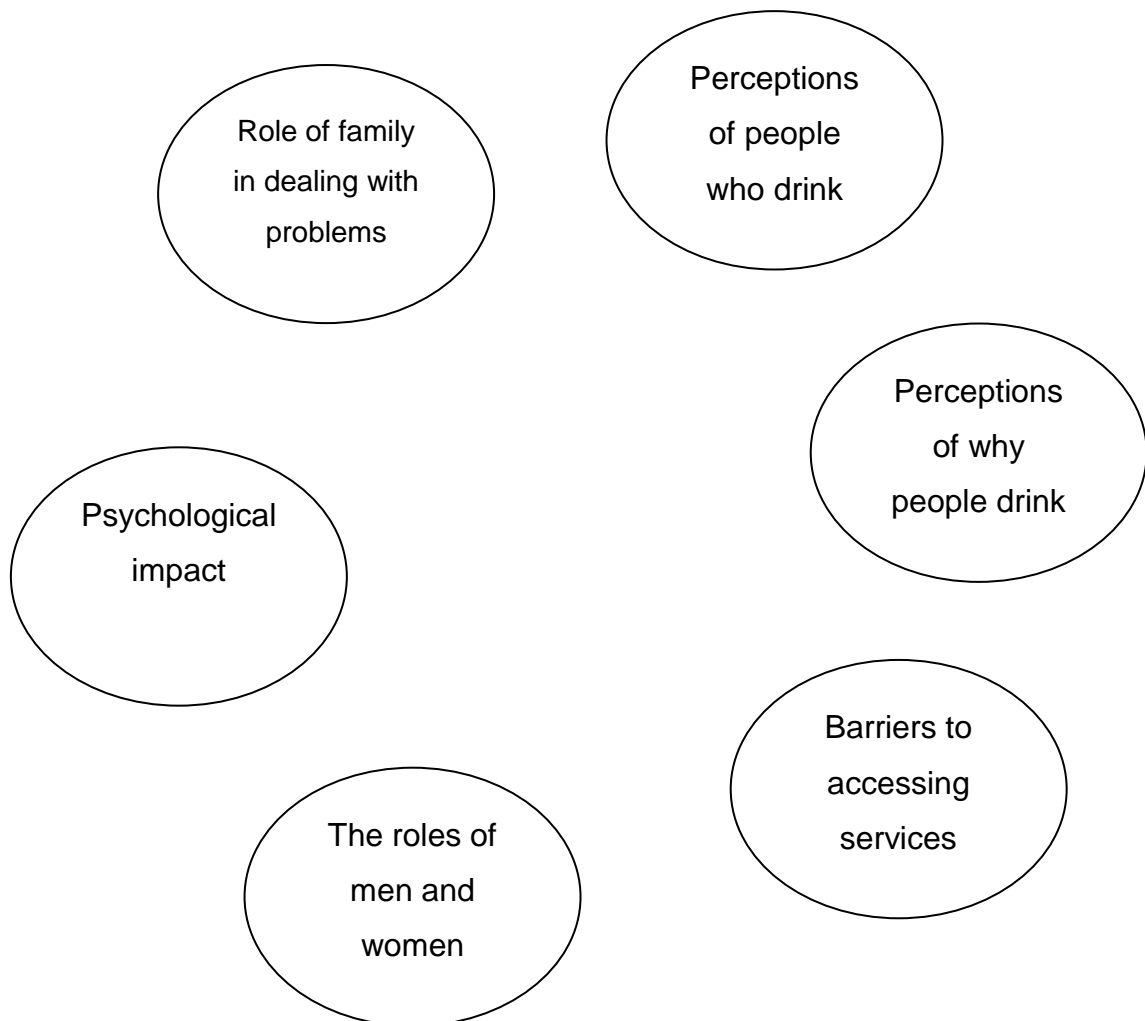 Role of family
in dealing with
problems
Perceptions
of people
who drink
Perceptions
of why
people drink
Psychological
impact
Barriers to
accessing
services
The roles of
men and
women